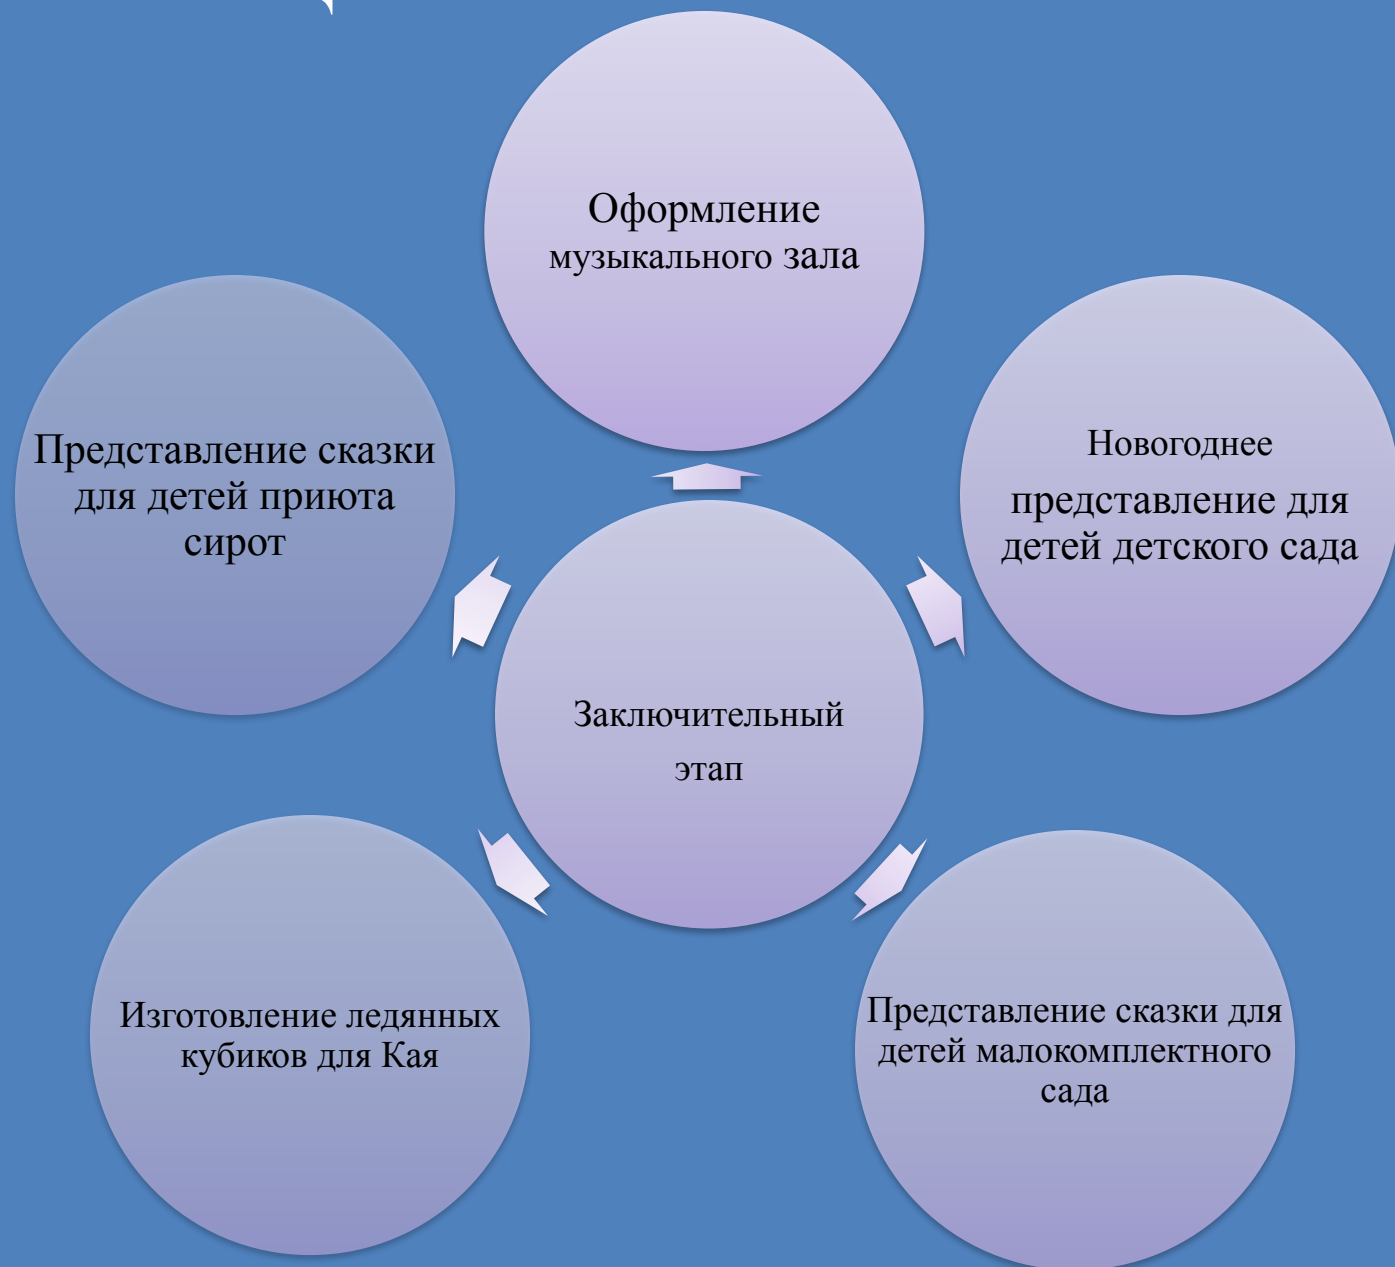 Оформление
музыкального зала
Представление сказки
для детей приюта
сирот
Новогоднее
представление для
детей детского сада
Заключительный
этап
Изготовление ледянных
кубиков для Кая
Представление сказки для
детей малокомплектного
сада